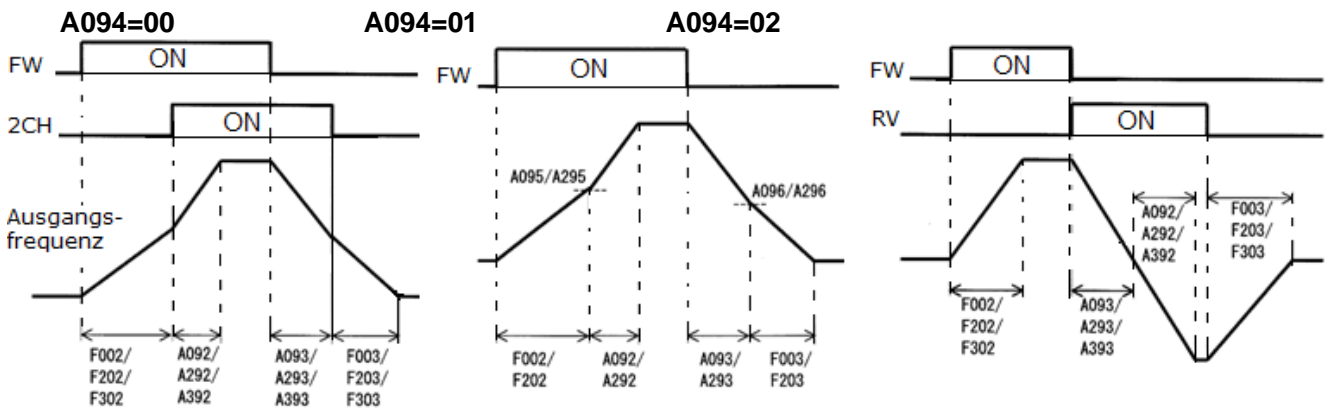 A094=00
A094=01
A094=02
FW
ON
2CH
ON
Ausgangs-
frequenz
F002/
F202/
F302
A092/
A292/
A392
A093/
A293/
A393
F003/
F203/
F303
FW
ON
A095/A295
A096/A296
F002/
F202
A092/
A292
A093/
A293
F003/
F203
FW
ON
RV
ON
A092/
A292/
A392
F003/
F203/
F303
F002/
F202/
F302
A093/
A293/
A393